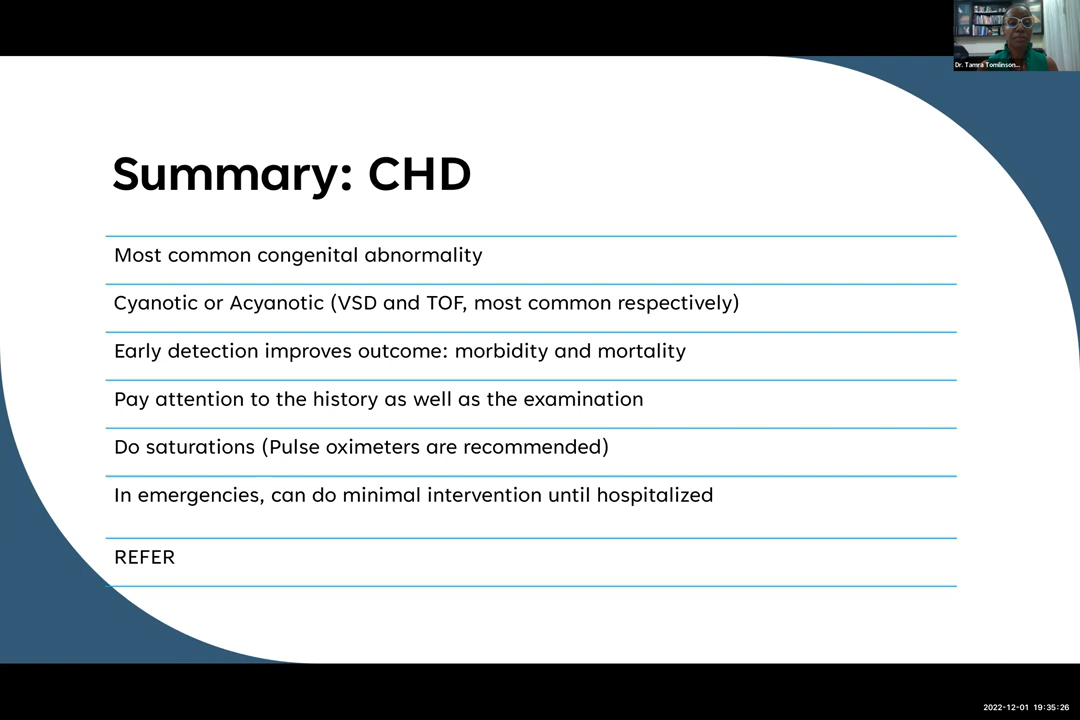 Dr. Tamra Tomlinson...
Summary: CHD
Most common congenital abnormality
Cyanotic or Acyanotic (VSD and TOF, most common respectively)
Early detection improves outcome: morbidity and mortality
Pay attention to the history as well as the examination
Do saturations (Pulse oximeters are recommended)
In emergencies, can do minimal intervention until hospitalized
REFER
2022-12-01 19:35:26